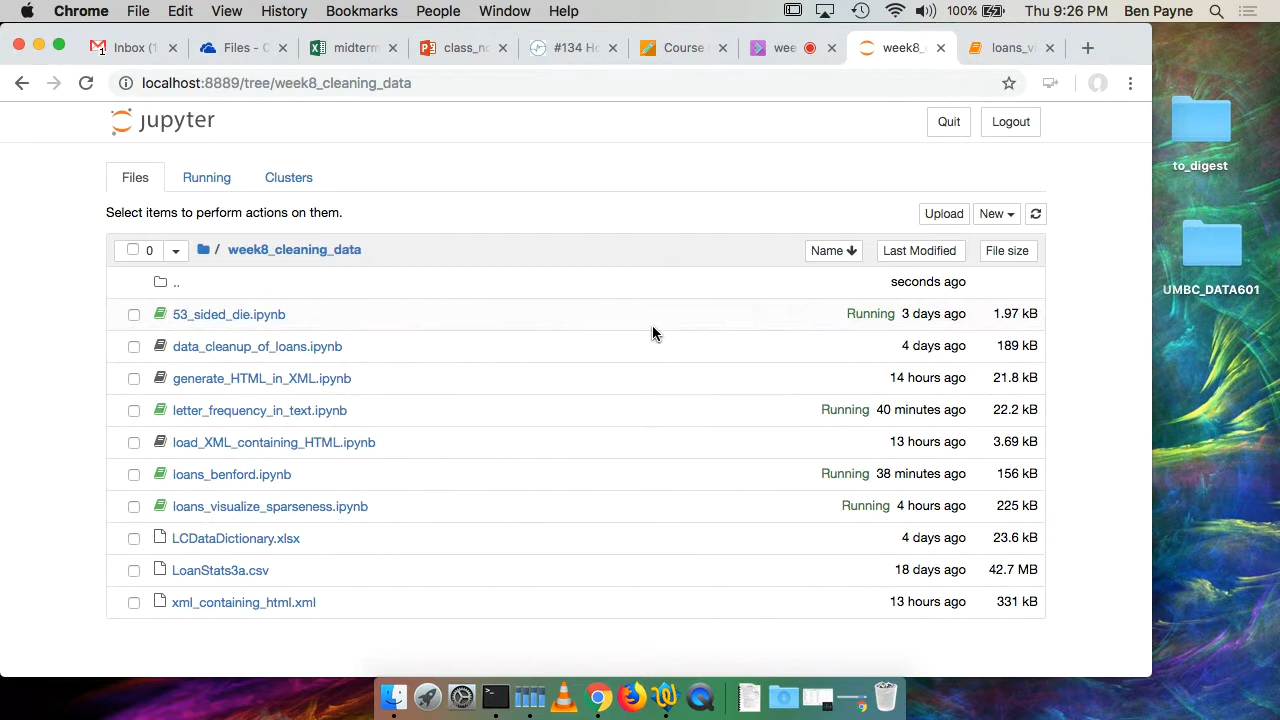 Chrome File Edit View History Bookmarks People Window Help 100% Thu 9:26 PM Ben Payne
Inbox (1 Files - C midterm class_no #134 Ho Course wee week8_ loans_vi
localhost:8889/tree/week8_cleaning_data
jupyter Quit Logout
Files Running Clusters
Select items to perform actions on them. Upload New
0 / week8_cleaning_data Name Last Modified File size
.. seconds ago
53_sided_die.ipynb Running 3 days ago 1.97 kB
data_cleanup_of_loans.ipynb 4 days ago 189 kB
generate_HTML_in_XML.ipynb 14 hours ago 21.8 kB
letter_frequency_in_text.ipynb Running 40 minutes ago 22.2 kB
load_XML_containing_HTML.ipynb 13 hours ago 3.69 kB
loans_benford.ipynb Running 38 minutes ago 156 kB
loans_visualize_sparseness.ipynb Running 4 hours ago 225 kB
LCDataDictionary.xlsx 4 days ago 23.6 kB
LoanStats3a.csv 18 days ago 42.7 MB
xml_containing_html.xml 13 hours ago 331 kB
to_digest
UMBC_DATA601